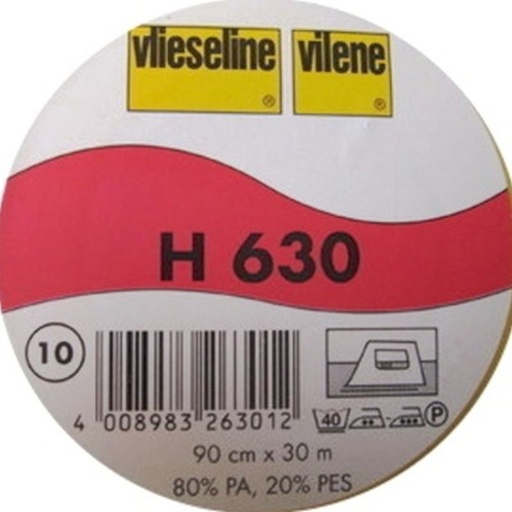 vlieseline ® vilene ®
H 630
10
40 P
4 008983 263012
90 cm x 30 m
80% PA, 20% PES